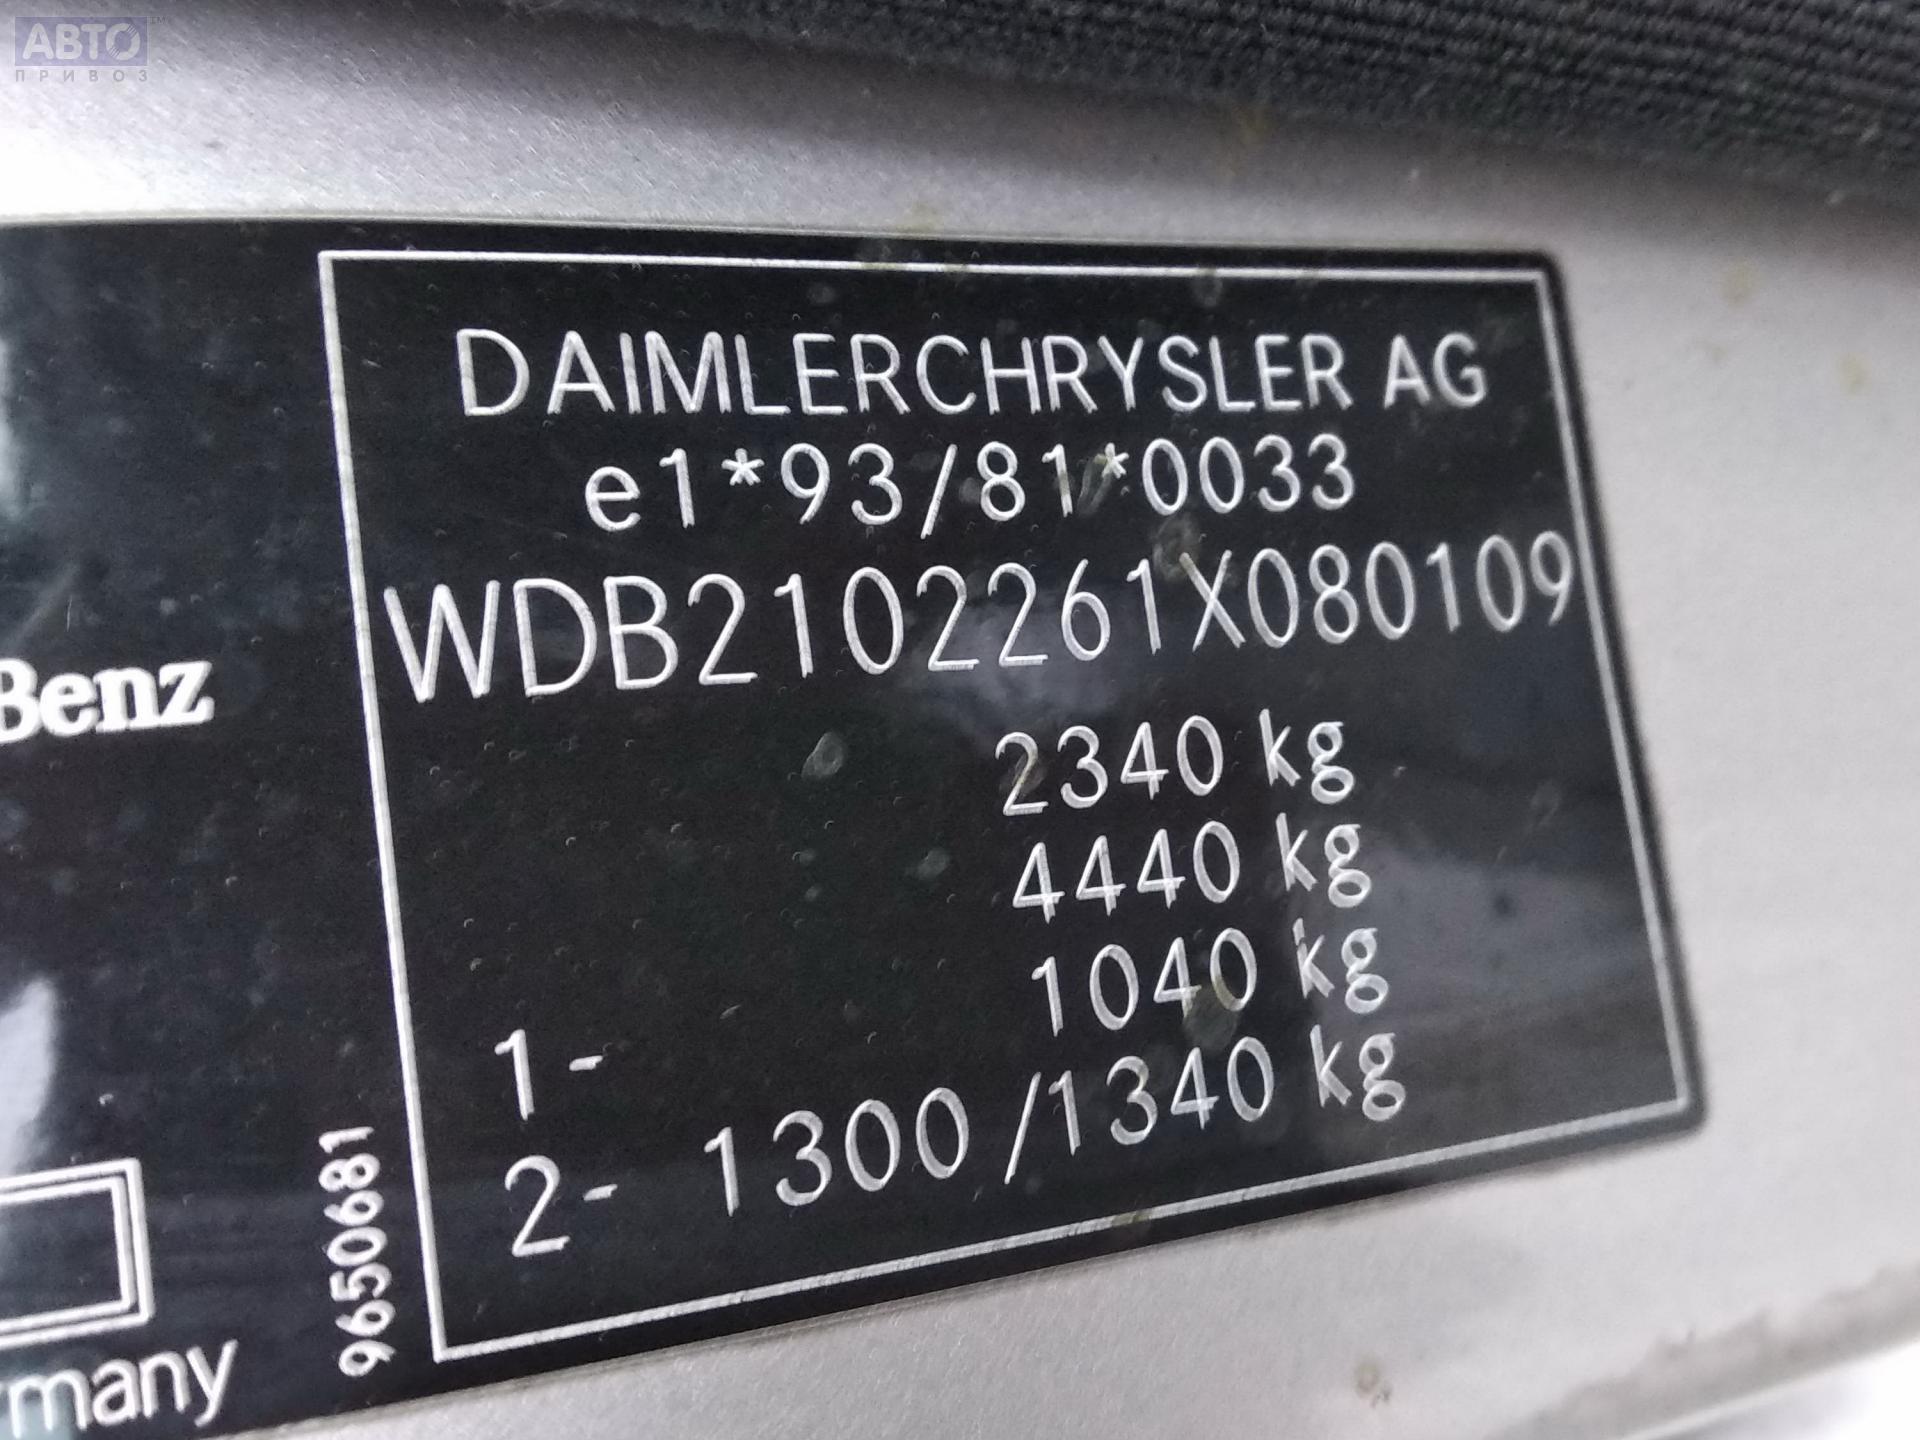 АВТО
ПРИВОЗ
DAIMLERCHRYSLER AG
e1*93/81*0033
WDB2102261X080109
Benz
2340 kg
4440 kg
1- 1040 kg
2- 1300/1340 kg
9650681
many